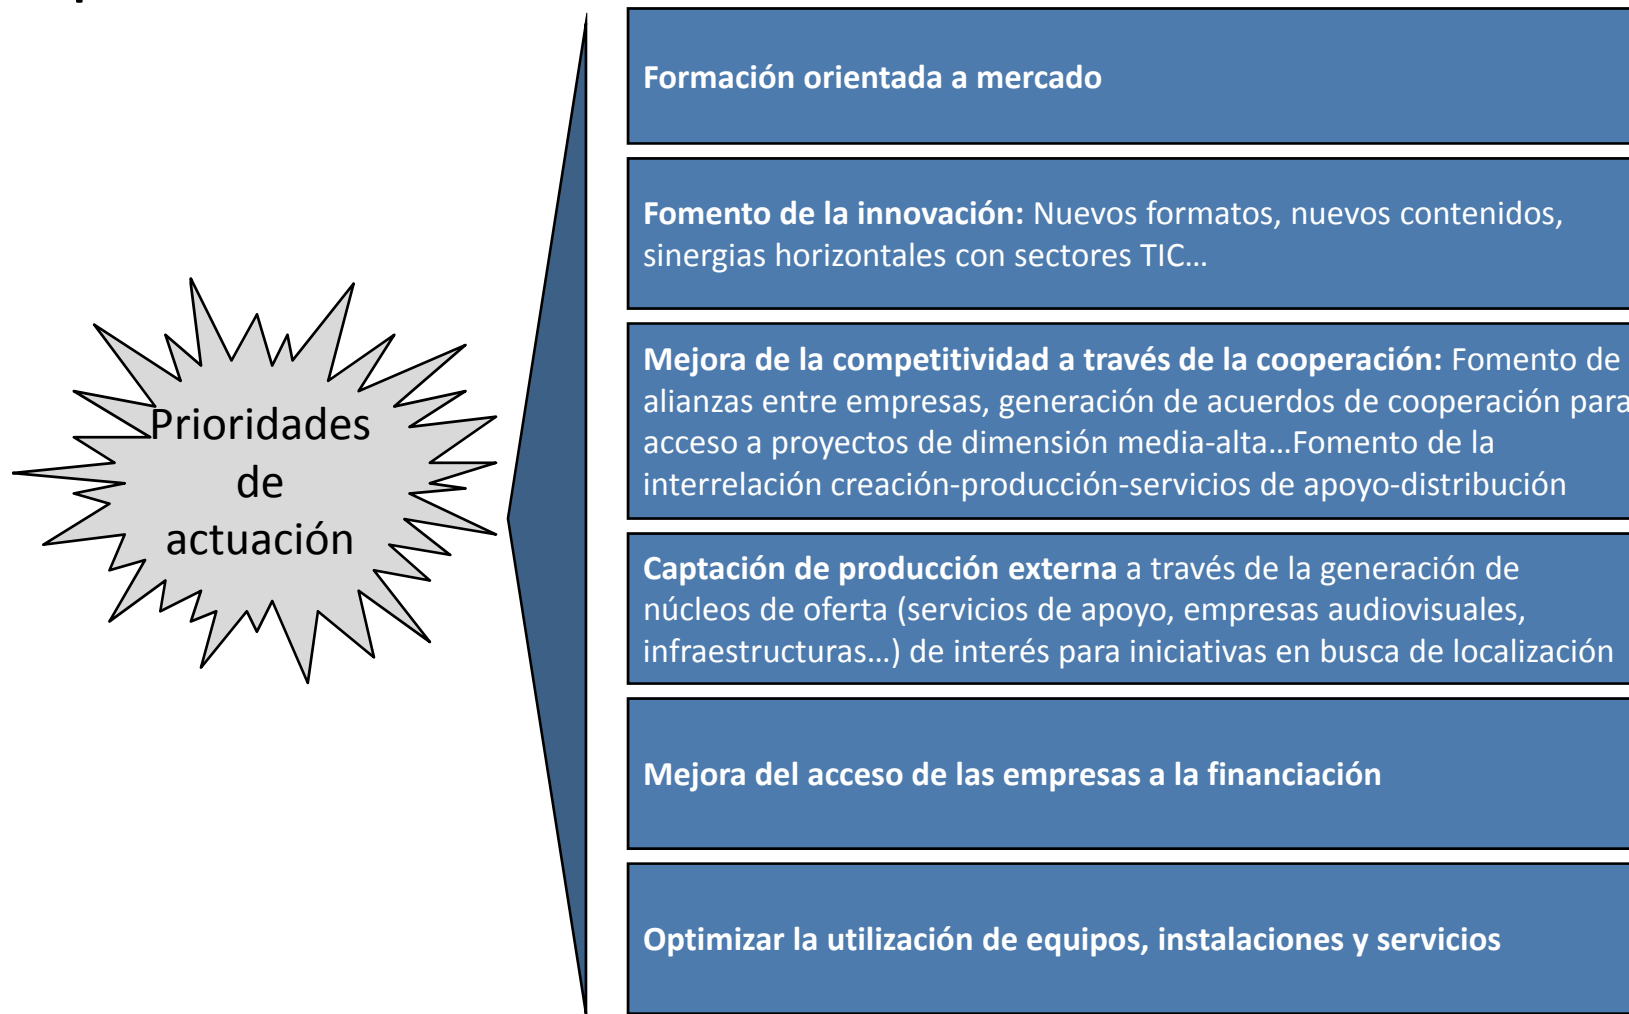 Prioridades
de
actuación
Formación orientada a mercado
Fomento de la innovación: Nuevos formatos, nuevos contenidos,
sinergias horizontales con sectores TIC…
Mejora de la competitividad a través de la cooperación: Fomento de
alianzas entre empresas, generación de acuerdos de cooperación para
acceso a proyectos de dimensión media-alta…Fomento de la
interrelación creación-producción-servicios de apoyo-distribución
Captación de producción externa a través de la generación de
núcleos de oferta (servicios de apoyo, empresas audiovisuales,
infraestructuras…) de interés para iniciativas en busca de localización
Mejora del acceso de las empresas a la financiación
Optimizar la utilización de equipos, instalaciones y servicios